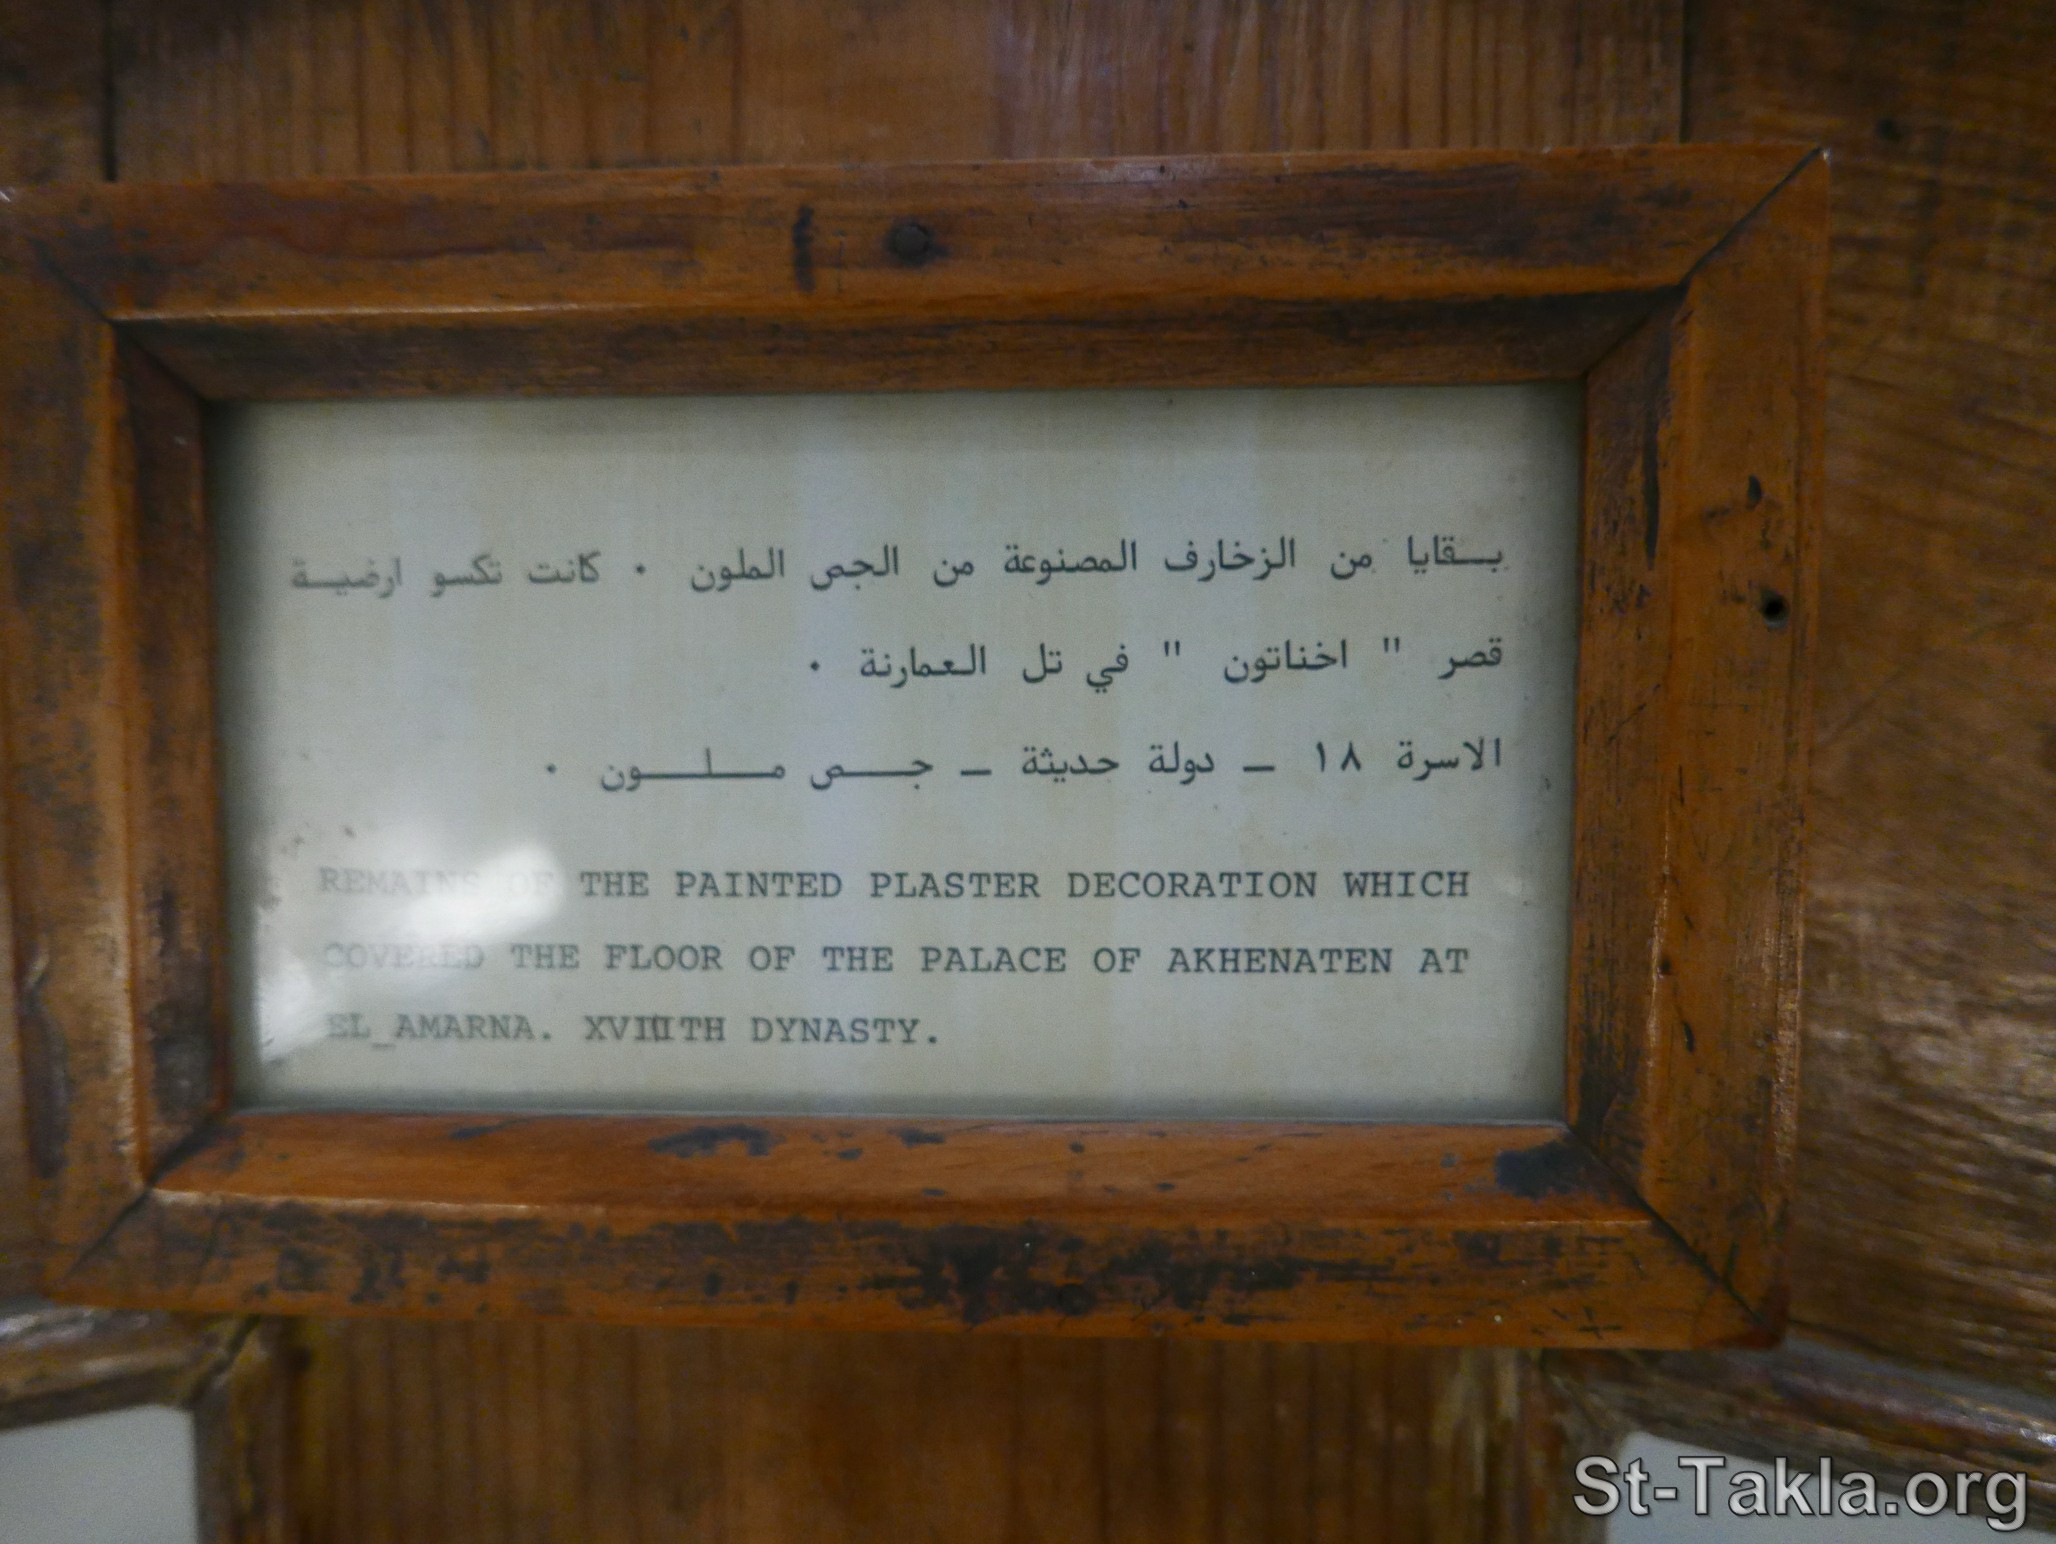 بقايا من الزخارف المصنوعة من الجص الملون . كانت تكسو ارضية
قصر " اخناتون " في تل العمارنة .
الاسرة ١٨ _ دولة حديثة _ جص ملون .
REMAINS OF THE PAINTED PLASTER DECORATION WHICH
COVERED THE FLOOR OF THE PALACE OF AKHENATEN AT
EL_AMARNA. XVIIITH DYNASTY.
St-Takla.org